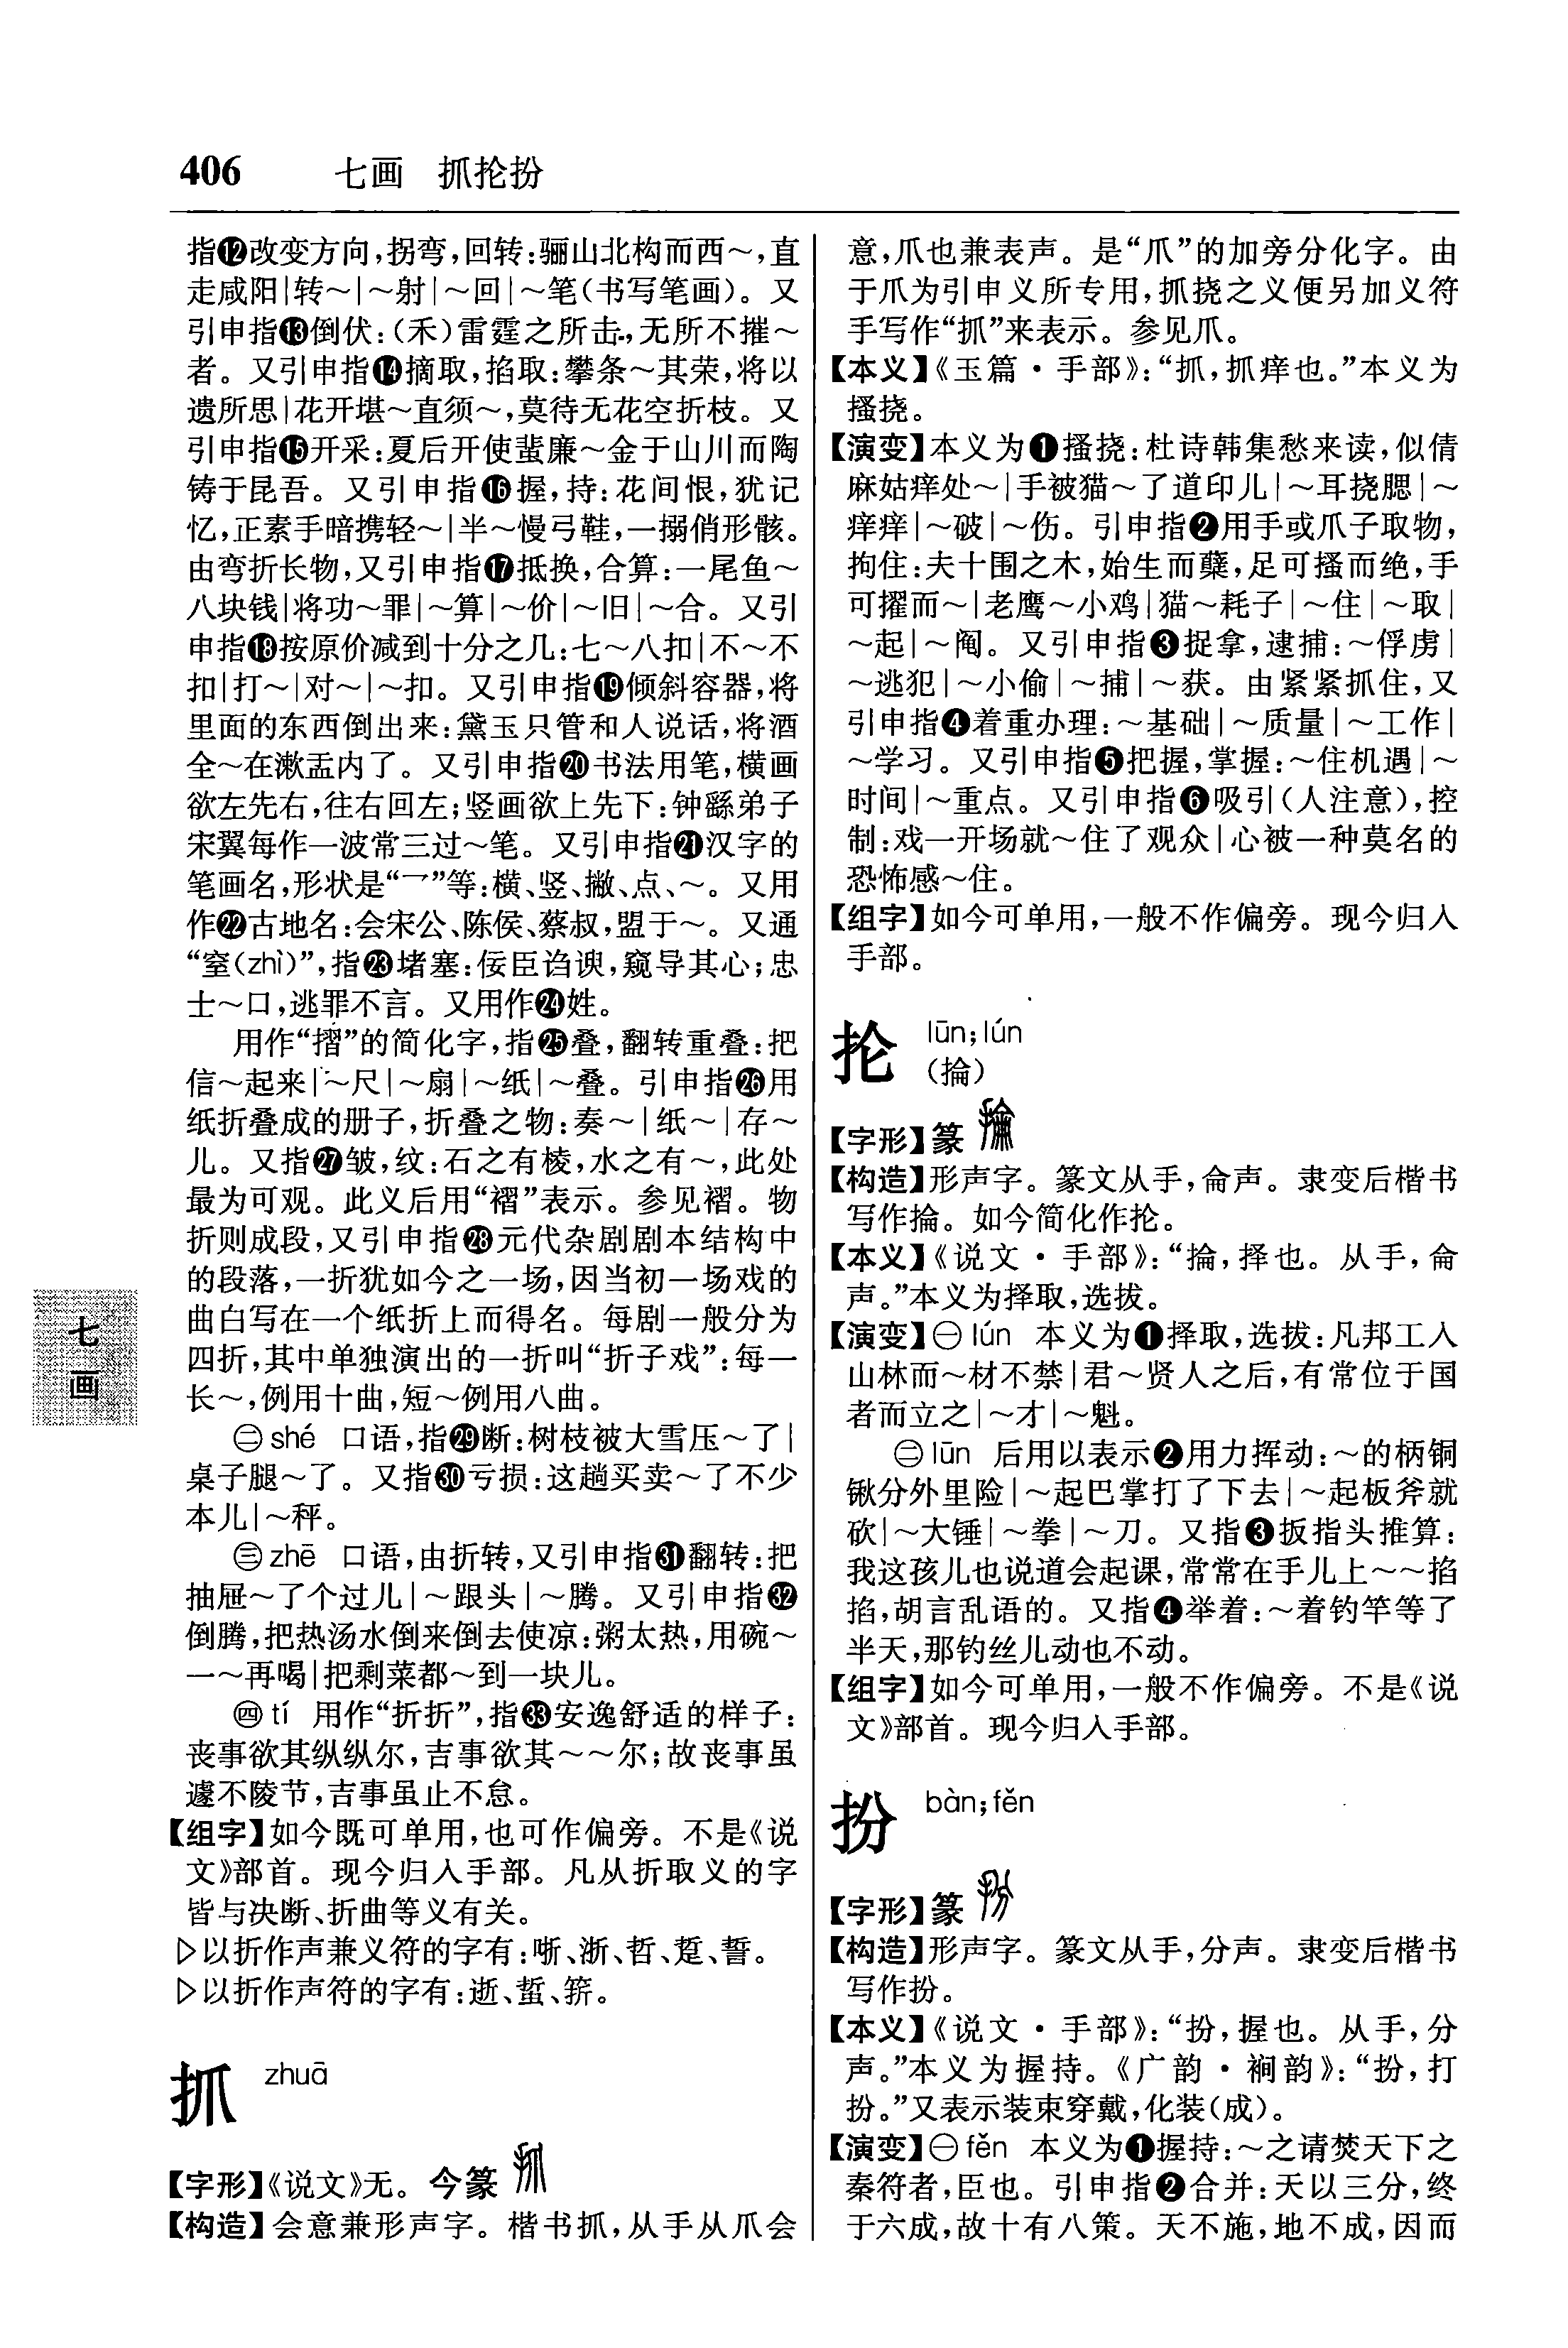 406 七画 抓抡扮
指⓬改变方向,拐弯,回转:骊山北构而西～,直
走咸阳|转～|～射|～回|～笔(书写笔画)。又
引申指⓭倒伏:(禾)雷霆之所击,无所不摧～
者。又引申指⓮摘取,掐取:攀条～其荣,将以
遗所思|花开堪～直须～,莫待无花空折枝。又
引申指⓯开采:夏后开使蜚廉～金于山川而陶
铸于昆吾。又引申指⓰握,持:花间恨,犹记
忆,正素手暗携轻～|半～慢弓鞋,一搦俏形骸。
由弯折长物,又引申指⓱抵换,合算:一尾鱼～
八块钱|将功～罪|～算|～价|～旧|～合。又引
申指⓲按原价减到十分之几:七～八扣|不～不
扣|打～|对～|～扣。又引申指⓳倾斜容器,将
里面的东西倒出来:黛玉只管和人说话,将酒
全～在漱盂内了。又引申指⓴书法用笔,横画
欲左先右,往右回左;竖画欲上先下:钟繇弟子
宋翼每作一波常三过～笔。又引申指㉑汉字的
笔画名,形状是“乛”等:横、竖、撇、点、～。又用
作㉒古地名:会宋公、陈侯、蔡叔,盟于～。又通
“窒(zhì)”,指㉓堵塞:佞臣诌谀,窥导其心;忠
士～口,逃罪不言。又用作㉔姓。
用作“摺”的简化字,指㉕叠,翻转重叠:把
信～起来|～尺|～扇|～纸|～叠。引申指㉖用
纸折叠成的册子,折叠之物:奏～|纸～|存～
儿。又指㉗皱,纹:石之有棱,水之有～,此处
最为可观。此义后用“褶”表示。参见褶。物
折则成段,又引申指㉘元代杂剧剧本结构中
的段落,一折犹如今之一场,因当初一场戏的
曲白写在一个纸折上而得名。每剧一般分为
四折,其中单独演出的一折叫“折子戏”:每一
长～,例用十曲,短～例用八曲。
㊁shé 口语,指㉙断:树枝被大雪压～了|
桌子腿～了。又指㉚亏损:这趟买卖～了不少
本儿|～秤。
㊂zhē 口语,由折转,又引申指㉛翻转:把
抽屉～了个过儿|～跟头|～腾。又引申指㉜
倒腾,把热汤水倒来倒去使凉:粥太热,用碗～
一～再喝|把剩菜都～到一块儿。
㊃tí 用作“折折”,指㉝安逸舒适的样子:
丧事欲其纵纵尔,吉事欲其～～尔;故丧事虽
遽不陵节,吉事虽止不怠。
【组字】如今既可单用,也可作偏旁。不是《说
文》部首。现今归入手部。凡从折取义的字
皆与决断、折曲等义有关。
▷以折作声兼义符的字有:哳、浙、哲、踅、誓。
▷以折作声符的字有:逝、蜇、箉。
抓 zhuā
【字形】《说文》无。今篆
【构造】会意兼形声字。楷书抓,从手从爪会
意,爪也兼表声。是“爪”的加旁分化字。由
于爪为引申义所专用,抓挠之义便另加义符
手写作“抓”来表示。参见爪。
【本义】《玉篇·手部》:“抓,抓痒也。”本义为
搔挠。
【演变】本义为❶搔挠:杜诗韩集愁来读,似倩
麻姑痒处～|手被猫～了道印儿|～耳挠腮|～
痒痒|～破|～伤。引申指❷用手或爪子取物,
拘住:夫十围之木,始生而蘖,足可搔而绝,手
可擢而～|老鹰～小鸡|猫～耗子|～住|～取|
～起|～阄。又引申指❸捉拿,逮捕:～俘虏|
～逃犯|～小偷|～捕|～获。由紧紧抓住,又
引申指❹着重办理:～基础|～质量|～工作|
～学习。又引申指❺把握,掌握:～住机遇|～
时间|～重点。又引申指❻吸引(人注意),控
制:戏一开场就～住了观众|心被一种莫名的
恐怖感～住。
【组字】如今可单用,一般不作偏旁。现今归入
手部。
抡 lūn;lún
(掄)
【字形】篆
【构造】形声字。篆文从手,侖声。隶变后楷书
写作掄。如今简化作抡。
【本义】《说文·手部》:“掄,择也。从手,侖
声。”本义为择取,选拔。
【演变】㊀lún 本义为❶择取,选拔:凡邦工入
山林而～材不禁|君～贤人之后,有常位于国
者而立之|～才|～魁。
㊁lūn 后用以表示❷用力挥动:～的柄铜
锹分外里险|～起巴掌打了下去|～起板斧就
砍|～大锤|～拳|～刀。又指❸扳指头推算:
我这孩儿也说道会起课,常常在手儿上～～掐
掐,胡言乱语的。又指❹举着:～着钓竿等了
半天,那钓丝儿动也不动。
【组字】如今可单用,一般不作偏旁。不是《说
文》部首。现今归入手部。
扮 bàn;fěn
【字形】篆
【构造】形声字。篆文从手,分声。隶变后楷书
写作扮。
【本义】《说文·手部》:“扮,握也。从手,分
声。”本义为握持。《广韵·裥韵》:“扮,打
扮。”又表示装束穿戴,化装(成)。
【演变】㊀fěn 本义为❶握持:～之请焚天下之
秦符者,臣也。引申指❷合并:天以三分,终
于六成,故十有八策。天不施,地不成,因而
七
画